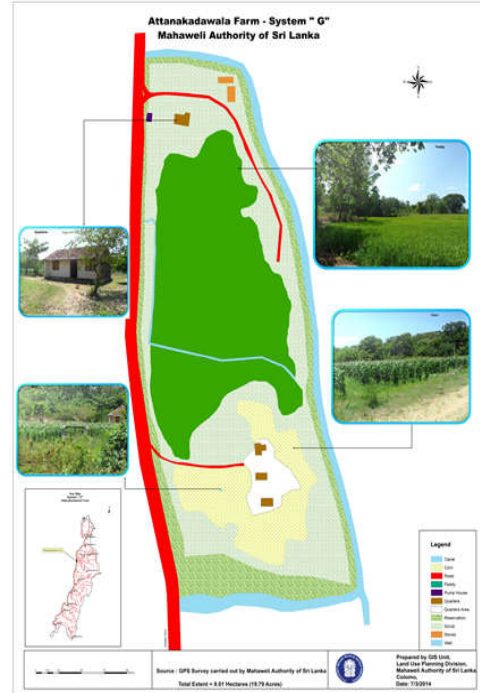 Attanakadawala Farm - System " G"
Mahaweli Authority of Sri Lanka
Legend
Canal
Corn
Road
Paddy
Pump House
Quarters
Quarters Area
Reservation
Scrub
Stores
Well
Source : GPS Survey carried out by Mahaweli Authority of Sri Lanka
Total Extent = 8.01 Hectares (19.79 Acres)
Prepared by GIS Unit,
Land Use Planning Division,
Mahaweli Authority of Sri Lanka,
Colombo,
Date: 7/3/2014